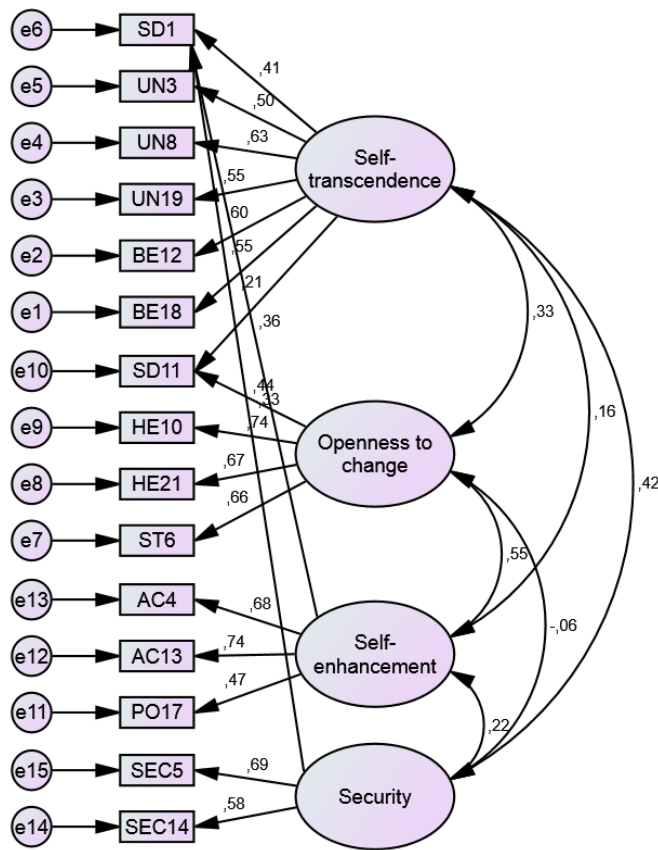 e6
SD1
,41
e5
UN3
,50
e4
UN8
,63
Self-
transcendence
e3
UN19
,55
e2
BE12
,60
,55
e1
BE18
,21
,33
,36
,16
e10
SD11
,44
,33
,42
e9
HE10
,74
Openness to
change
e8
HE21
,67
,66
e7
ST6
,55
e13
AC4
,68
-,06
e12
AC13
,74
Self-
enhancement
e11
PO17
,47
,22
e15
SEC5
,69
Security
e14
SEC14
,58